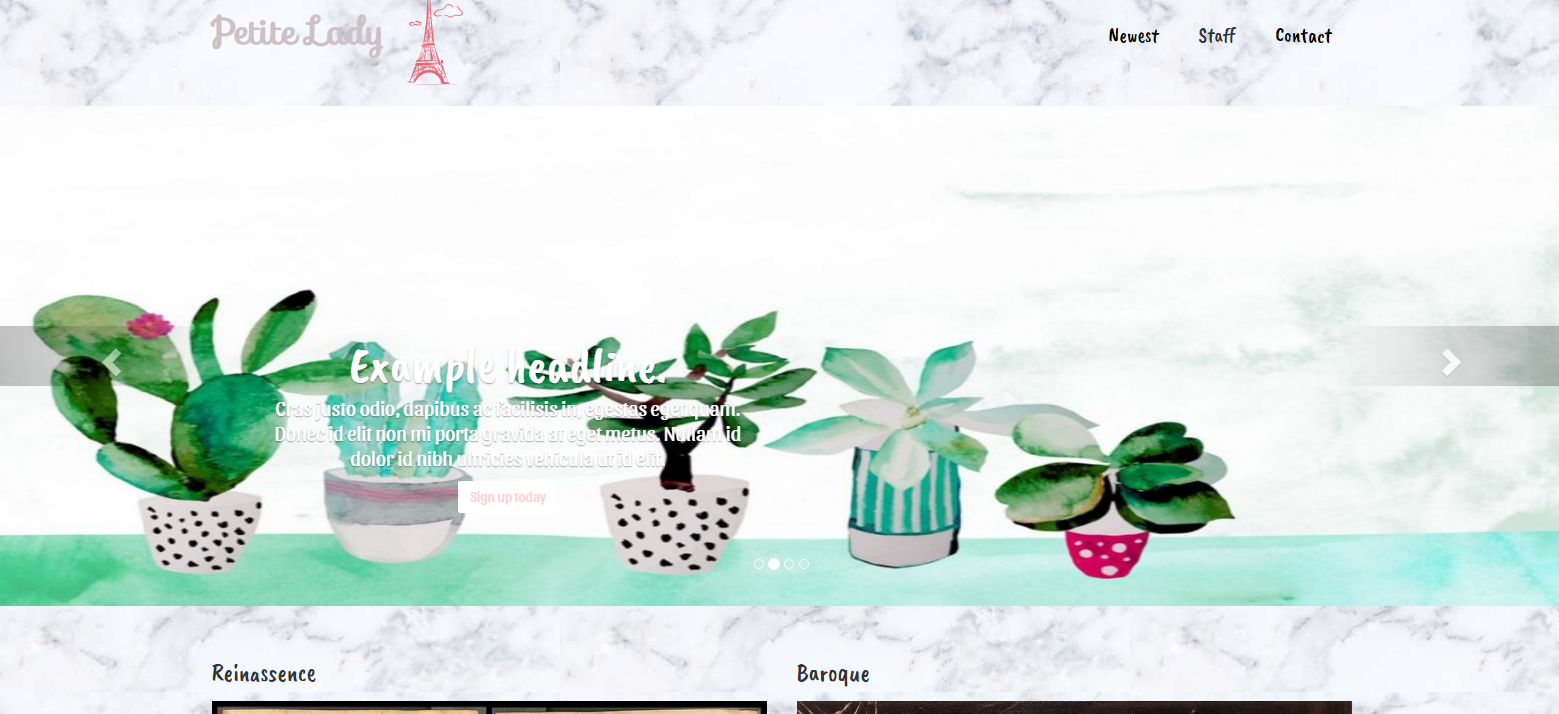 Petite Lady
Newest Staff Contact
Example headline.
Cras justo odio, dapibus ac facilisis in, egestas eget quam.
Donec id elit non mi porta gravida at eget metus. Nullam id
dolor id nibh ultricies vehicula ut id elit.
Sign up today
Reinassence
Baroque